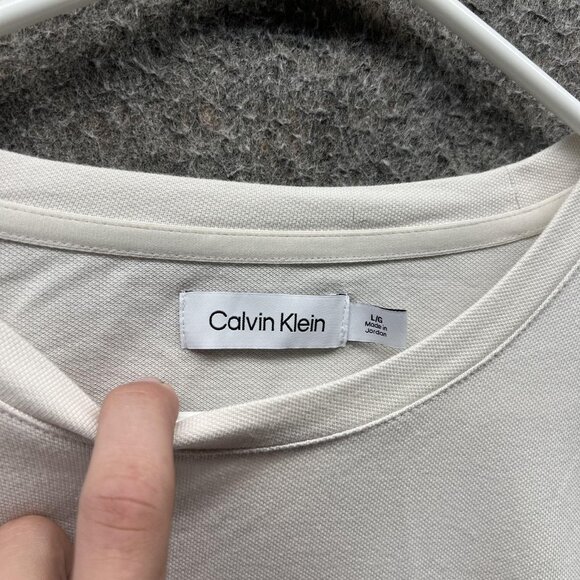 Calvin Klein
L/G
Made in
Jordan